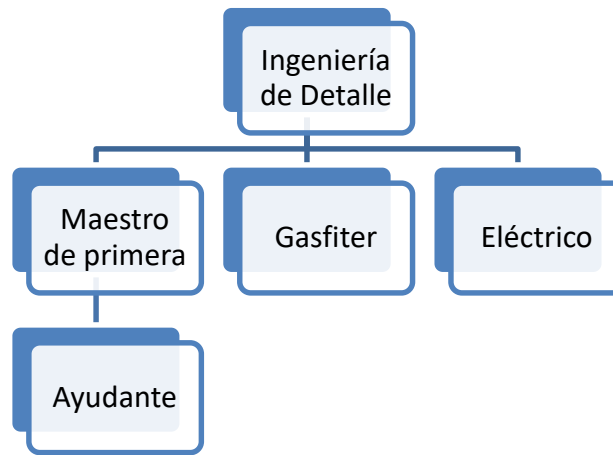 Ingeniería
de Detalle
Maestro
de primera
Gasfiter
Eléctrico
Ayudante